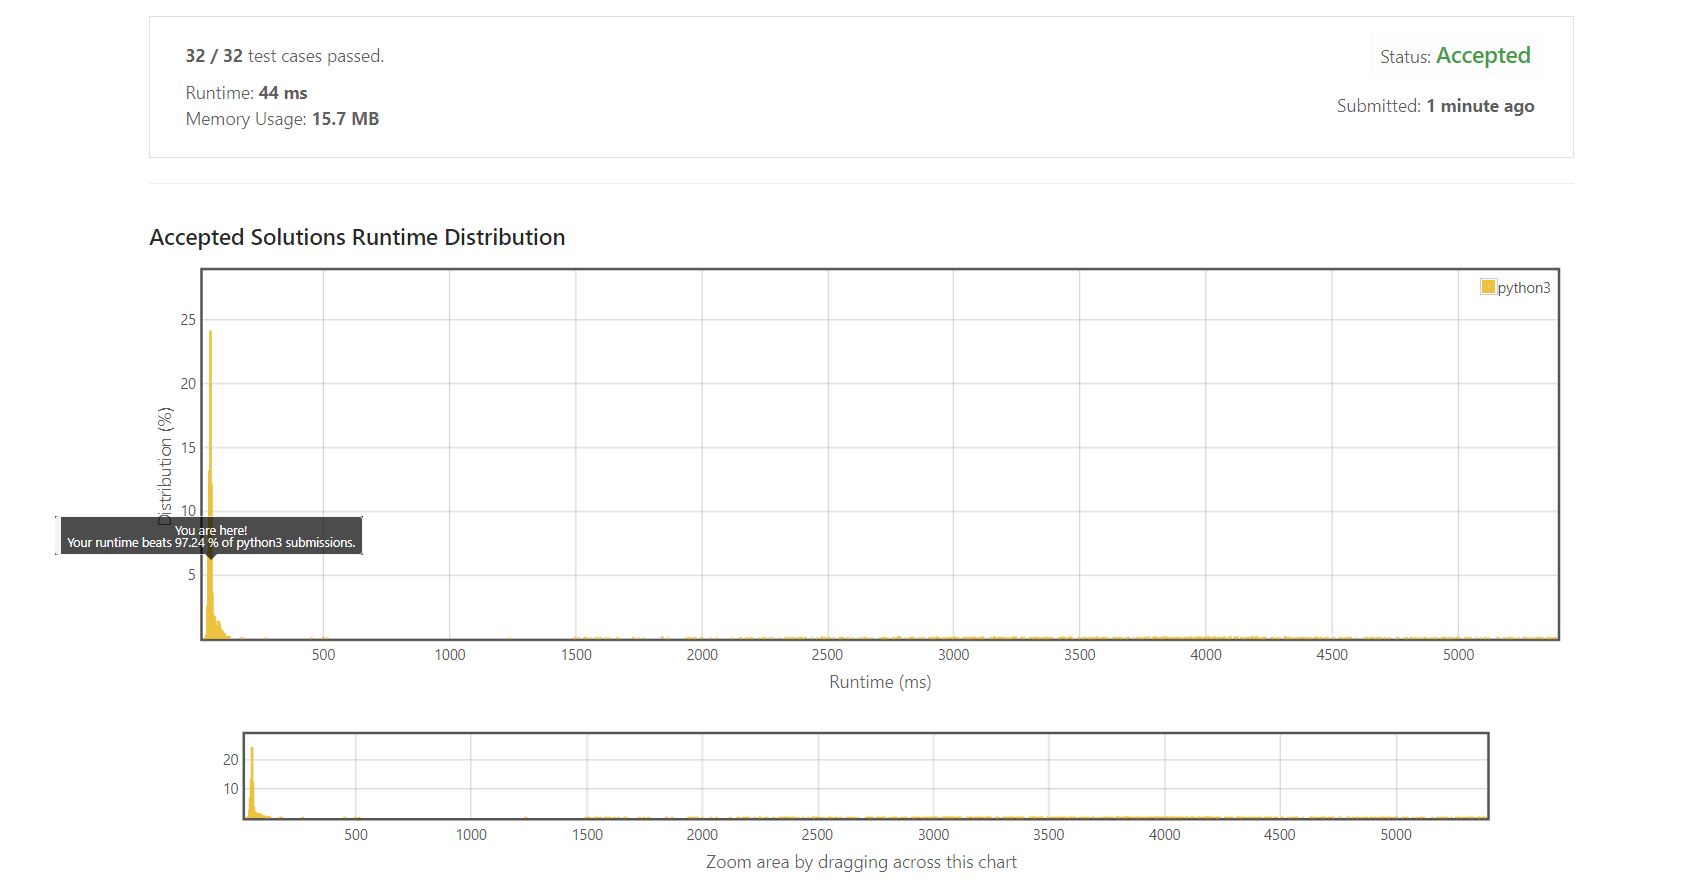 32 / 32 test cases passed.
Status: Accepted
Runtime: 44 ms
Memory Usage: 15.7 MB
Submitted: 1 minute ago
Accepted Solutions Runtime Distribution
python3
25
20
15
10
5
Distribution (%)
You are here!
Your runtime beats 97.24 % of python3 submissions.
500 1000 1500 2000 2500 3000 3500 4000 4500 5000
Runtime (ms)
20
10
500 1000 1500 2000 2500 3000 3500 4000 4500 5000
Zoom area by dragging across this chart